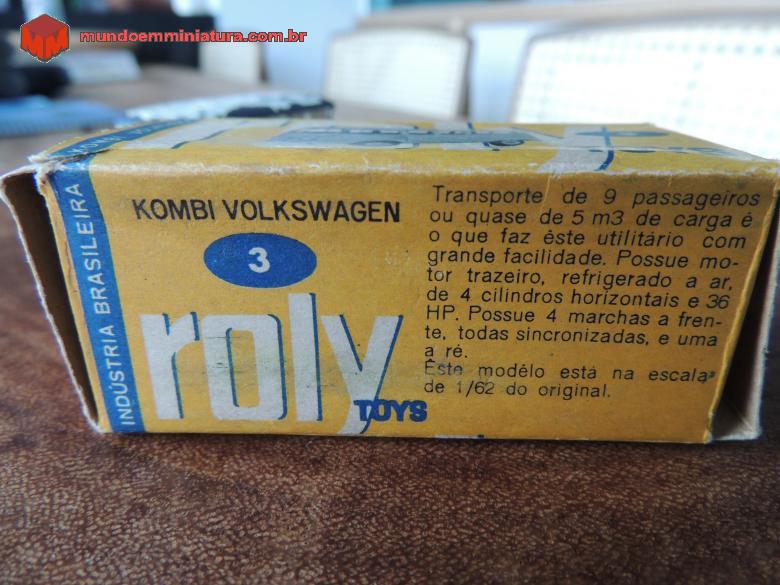 mundoemminiatura.com.br
INDÚSTRIA BRASILEIRA
KOMBI VOLKSWAGEN
3
roly
TOYS
Transporte de 9 passageiros
ou quase de 5 m3 de carga é
o que faz êste utilitário com
grande facilidade. Possue mo-
tor trazeiro, refrigerado a ar,
de 4 cilindros horizontais e 36
HP. Possue 4 marchas a fren-
te, todas sincronizadas, e uma
a ré.
Êste modêlo está na escala
de 1/62 do original.